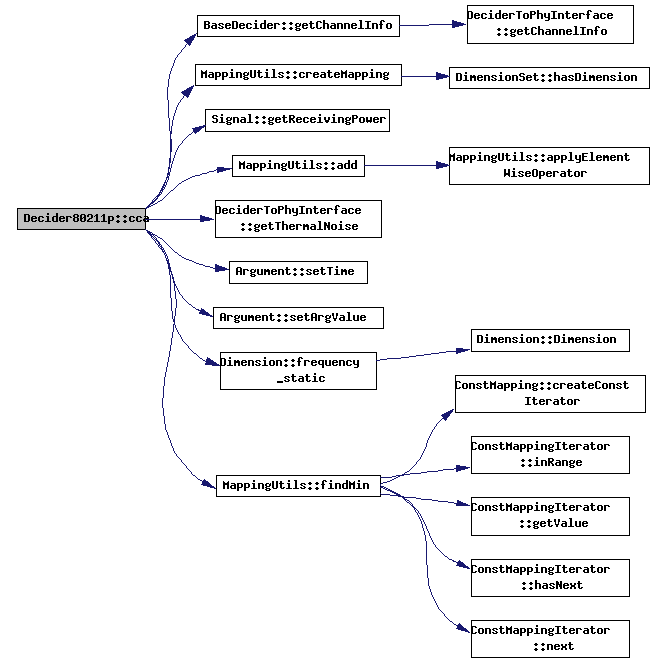 BaseDecider::getChannelInfo
DeciderToPhyInterface
::getChannelInfo
MappingUtils::createMapping
DimensionSet::hasDimension
Signal::getReceivingPower
MappingUtils::add
MappingUtils::applyElement
WiseOperator
Decider80211p::cca
DeciderToPhyInterface
::getThermalNoise
Argument::setTime
Argument::setArgValue
Dimension::frequency
_static
Dimension::Dimension
ConstMapping::createConst
Iterator
ConstMappingIterator
::inRange
MappingUtils::findMin
ConstMappingIterator
::getValue
ConstMappingIterator
::hasNext
ConstMappingIterator
::next